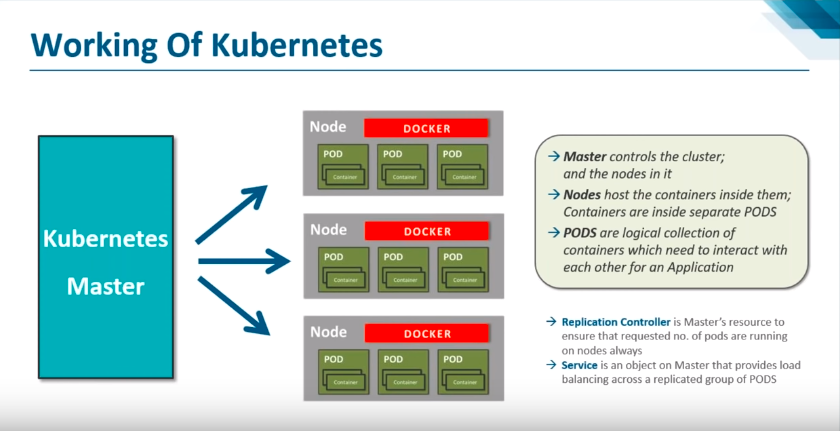 Working Of Kubernetes
Kubernetes
Master
Node
DOCKER
POD
POD
POD
Container
Container
Container
Node
DOCKER
POD
POD
POD
Container
Container
Container
Node
DOCKER
POD
POD
POD
Container
Container
Container
→ Master controls the cluster;
and the nodes in it
→ Nodes host the containers inside them;
Containers are inside separate PODS
→ PODS are logical collection of
containers which need to interact with
each other for an Application
→ Replication Controller is Master's resource to
ensure that requested no. of pods are running
on nodes always
→ Service is an object on Master that provides load
balancing across a replicated group of PODS